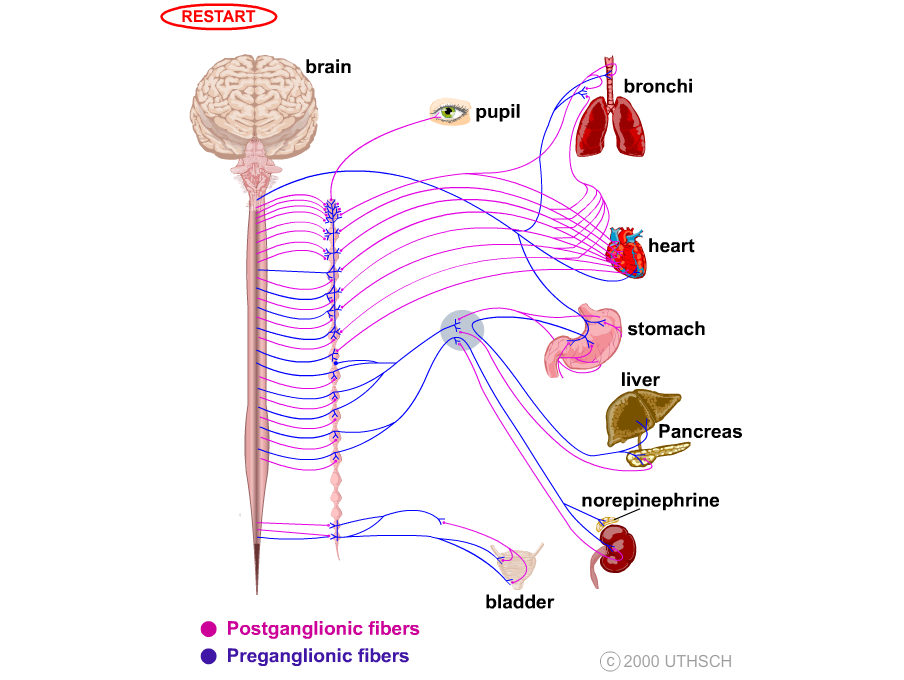 RESTART
brain
bronchi
pupil
heart
stomach
liver
Pancreas
norepinephrine
bladder
Postganglionic fibers
Preganglionic fibers
c 2000 UTHSCH